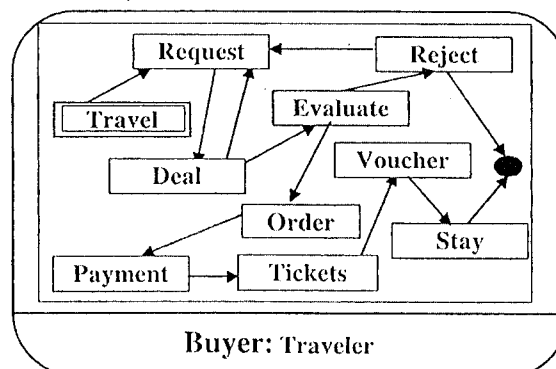 Request
Reject
Travel
Evaluate
Deal
Voucher
Order
Stay
Payment
Tickets
Buyer: Traveler